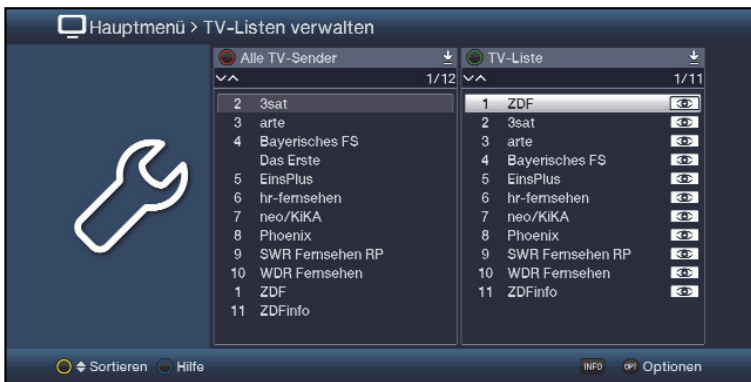 Hauptmenü > TV-Listen verwalten
Alle TV-Sender
1/12
2 3sat
3 arte
4 Bayerisches FS
Das Erste
5 EinsPlus
6 hr-fernsehen
7 neo/KiKA
8 Phoenix
9 SWR Fernsehen RP
10 WDR Fernsehen
1 ZDF
11 ZDFinfo
TV-Liste
1/11
1 ZDF
2 3sat
3 arte
4 Bayerisches FS
5 EinsPlus
6 hr-fernsehen
7 neo/KiKA
8 Phoenix
9 SWR Fernsehen RP
10 WDR Fernsehen
11 ZDFinfo
Sortieren Hilfe INFO OPT Optionen